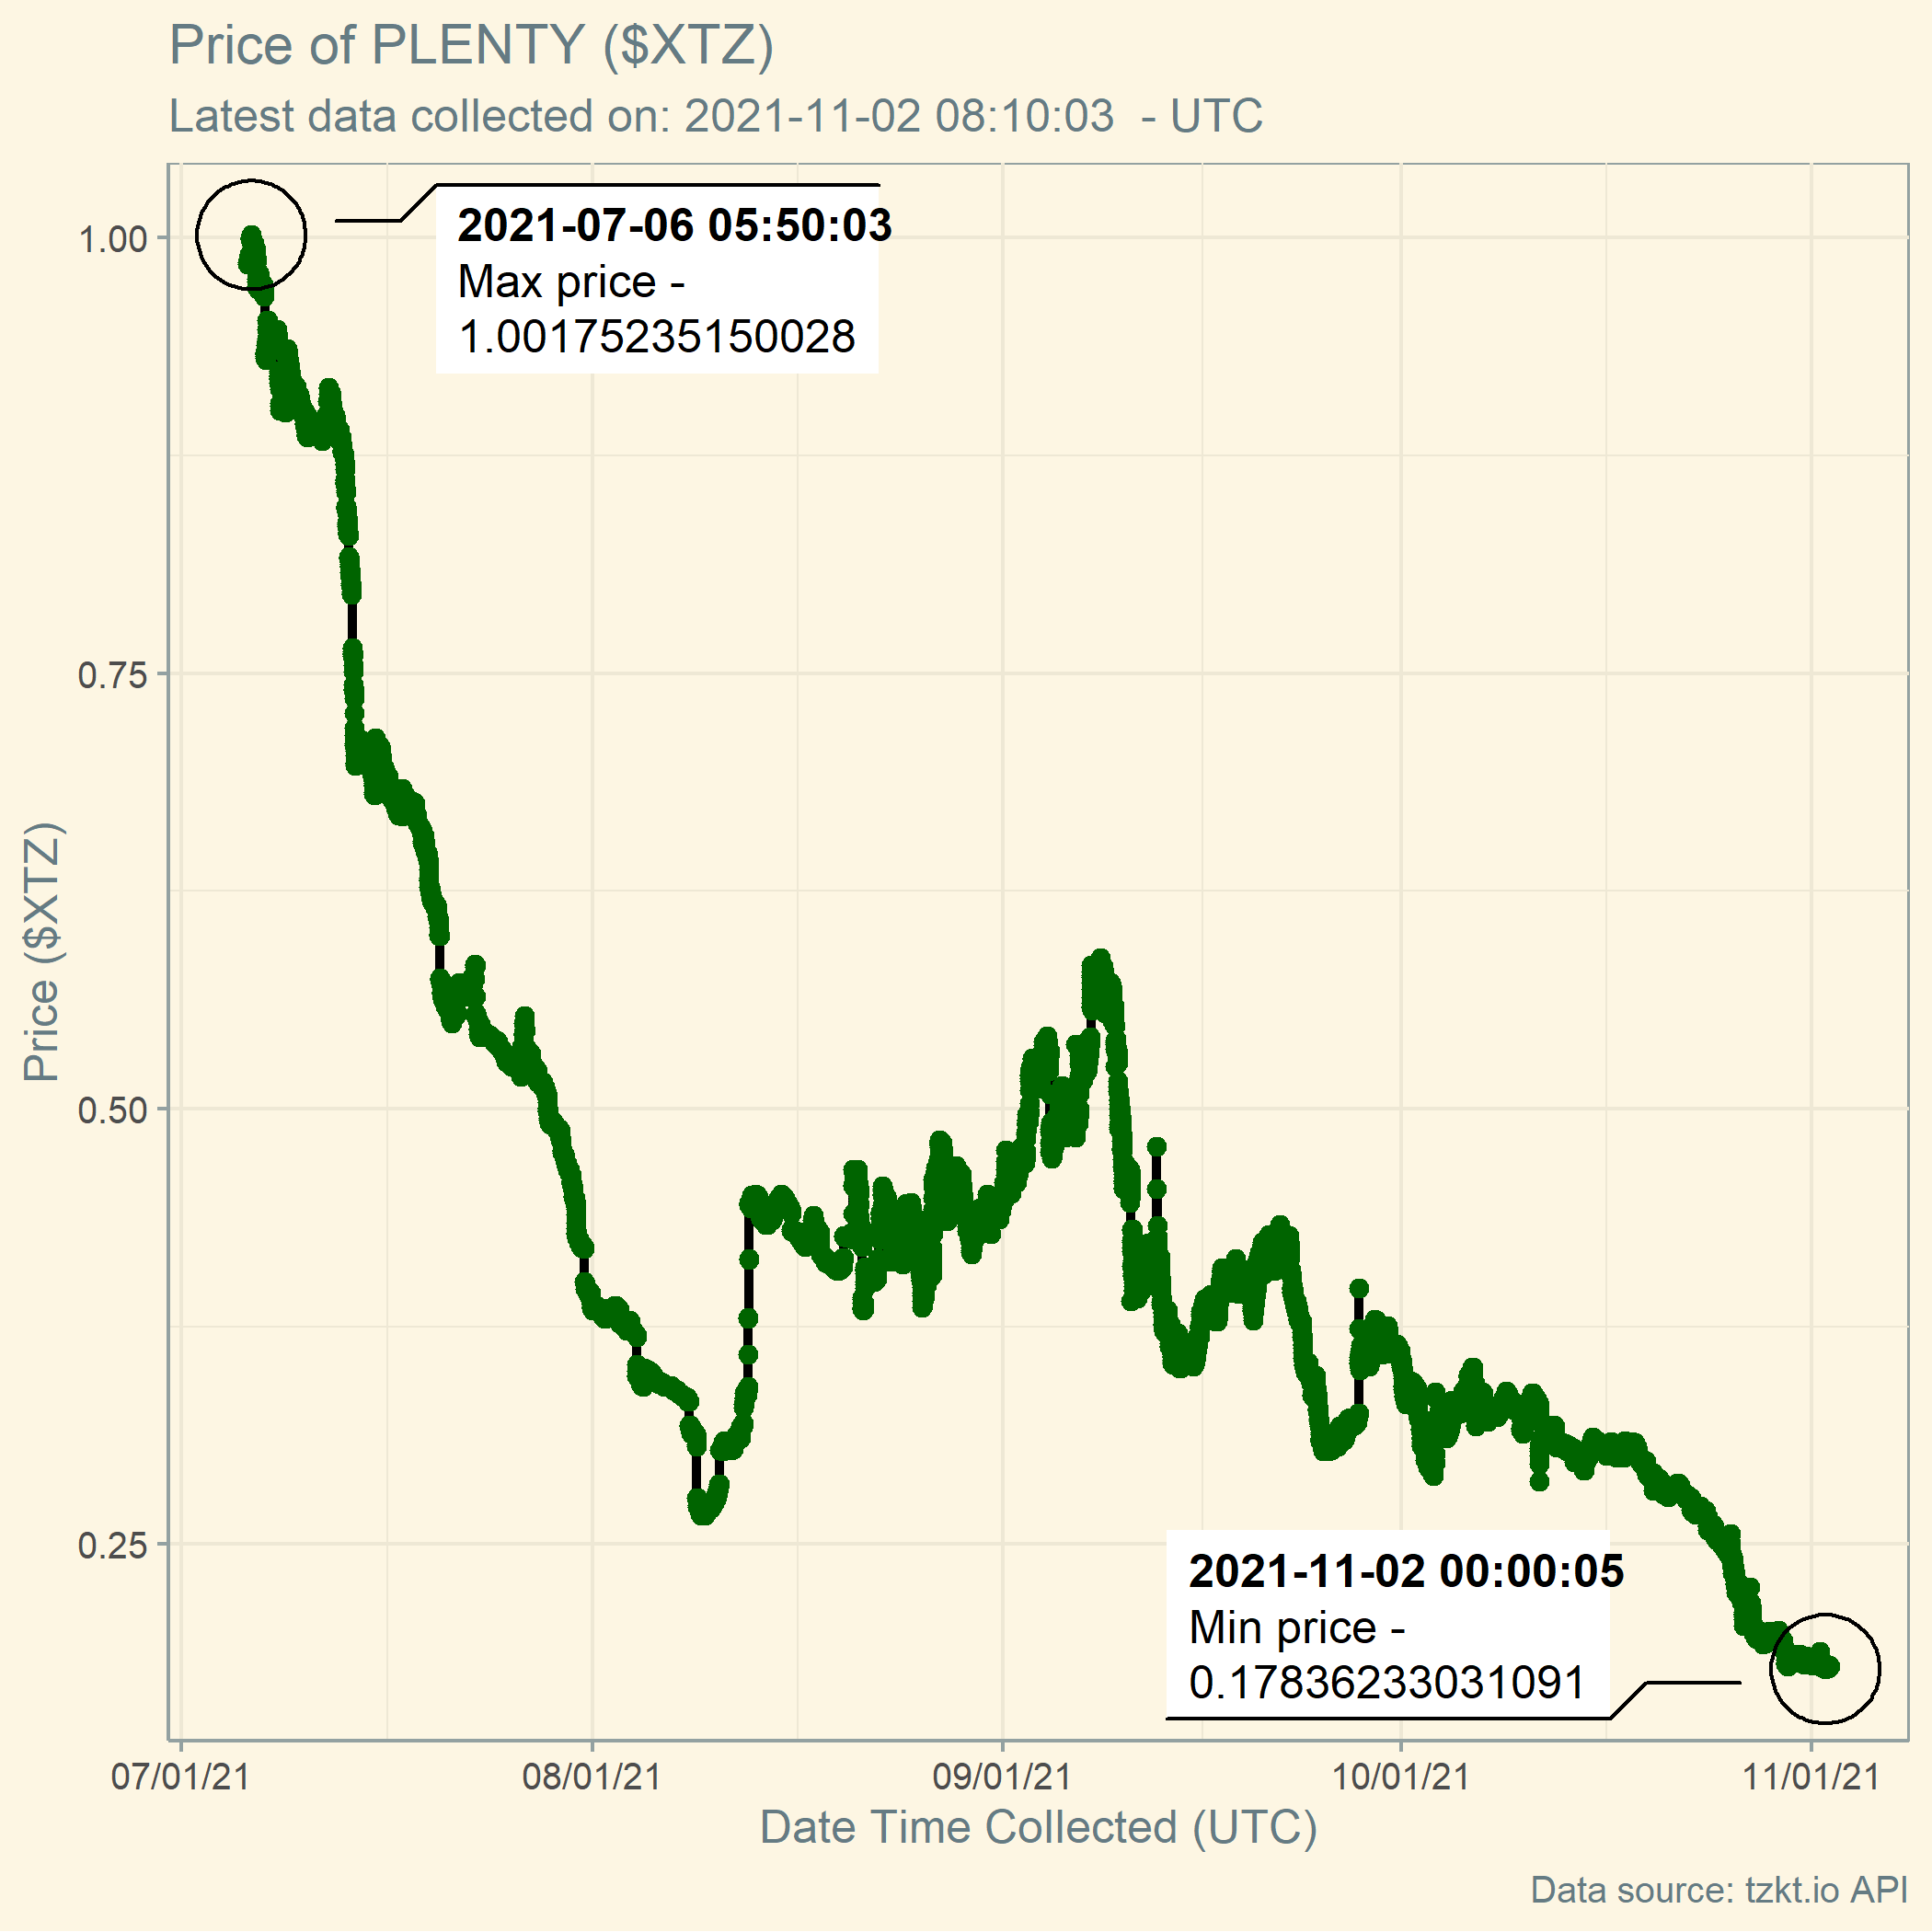 Price of PLENTY ($XTZ)
Latest data collected on: 2021-11-02 08:10:03  - UTC
2021-07-06 05:50:03
Max price -
1.00175235150028
1.00
0.75
0.50
0.25
Price ($XTZ)
2021-11-02 00:00:05
Min price -
0.17836233031091
07/01/21
08/01/21
09/01/21
10/01/21
11/01/21
Date Time Collected (UTC)
Data source: tzkt.io API